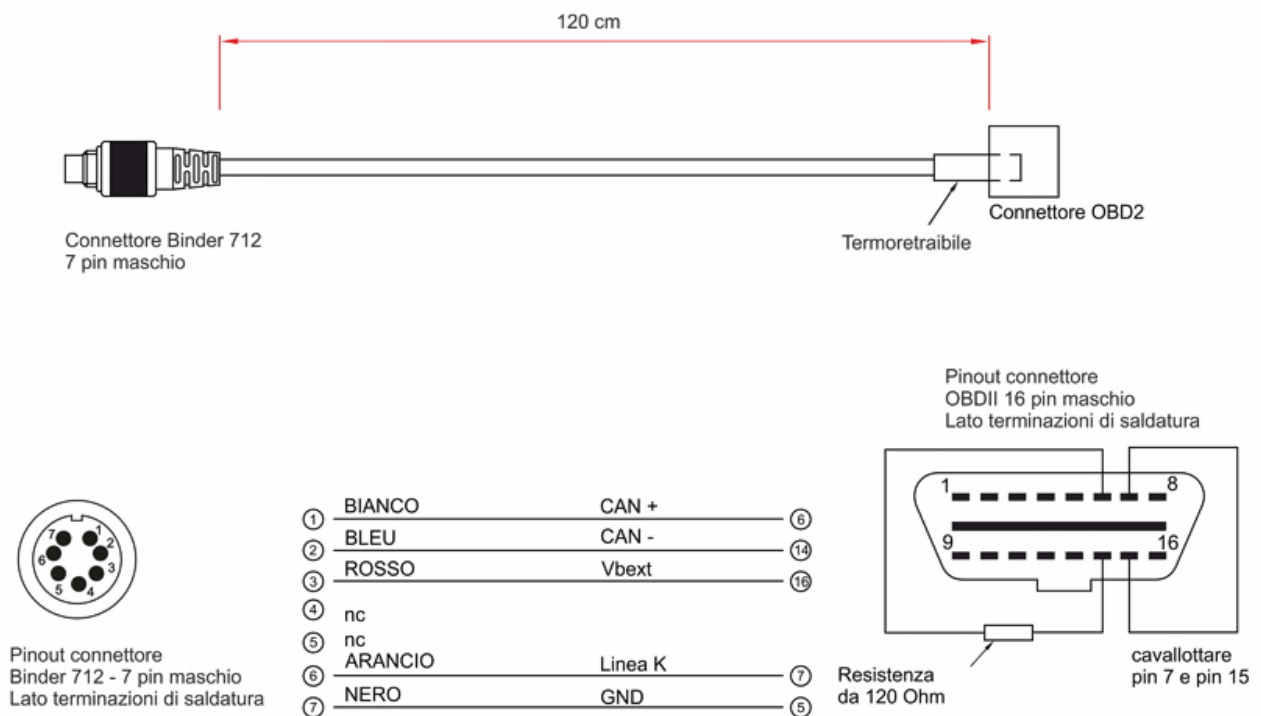 120 cm
Connettore Binder 712
7 pin maschio
Termoretraibile
Connettore OBD2
Pinout connettore
OBDII 16 pin maschio
Lato terminazioni di saldatura
1 8
9 16
Resistenza
da 120 Ohm
cavallottare
pin 7 e pin 15
7 1
6 2
5 4 3
Pinout connettore
Binder 712 - 7 pin maschio
Lato terminazioni di saldatura
1 BIANCO CAN + 6
2 BLEU CAN - 14
3 ROSSO Vbext 16
4 nc
5 nc
6 ARANCIO Linea K 7
7 NERO GND 5